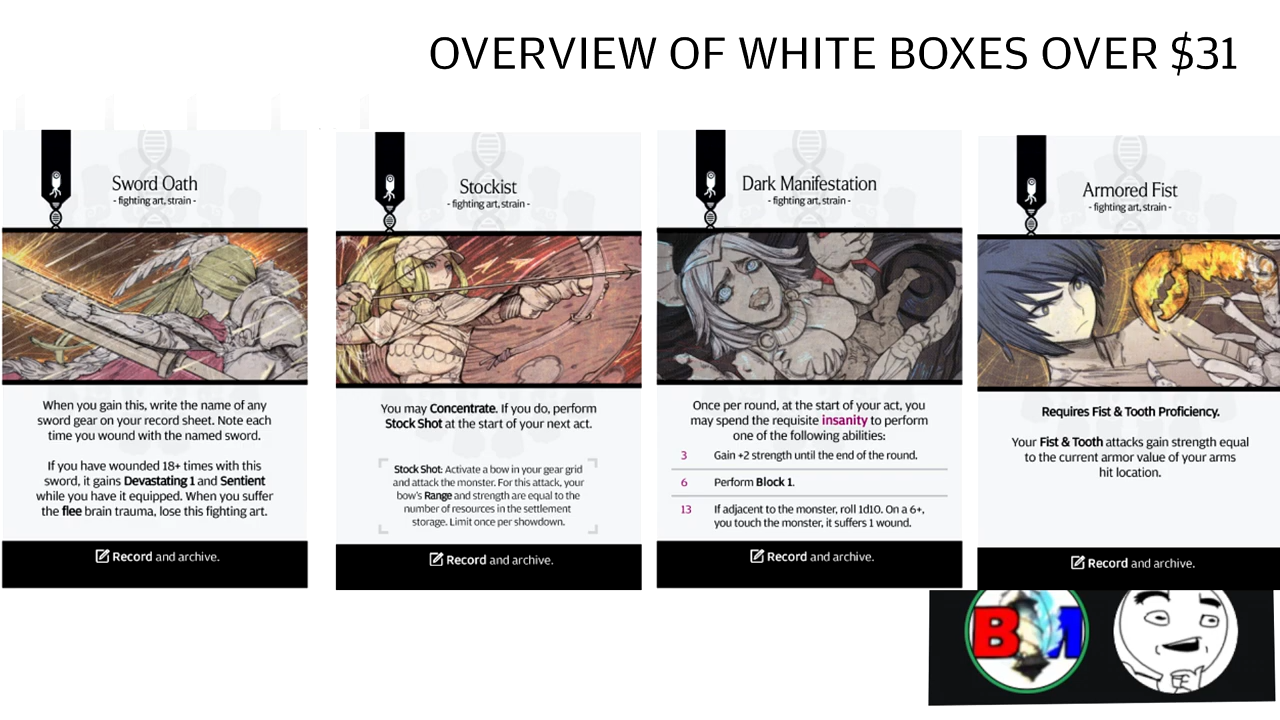 OVERVIEW OF WHITE BOXES OVER $31
Sword Oath
- fighting art, strain -
When you gain this, write the name of any
sword gear on your record sheet. Note each
time you wound with the named sword.
If you have wounded 18+ times with this
sword, it gains Devastating 1 and Sentient
while you have it equipped. When you suffer
the flee brain trauma, lose this fighting art.
Record and archive.
Stockist
- fighting art, strain -
You may Concentrate. If you do, perform
Stock Shot at the start of your next act.
Stock Shot: Activate a bow in your gear grid
and attack the monster. For this attack, your
bow's Range and strength are equal to the
number of resources in the settlement
storage. Limit once per showdown.
Record and archive.
Dark Manifestation
- fighting art, strain -
Once per round, at the start of your act, you
may spend the requisite insanity to perform
one of the following abilities:
3 Gain +2 strength until the end of the round.
6 Perform Block 1.
13 If adjacent to the monster, roll 1d10. On a 6+,
you touch the monster, it suffers 1 wound.
Record and archive.
Armored Fist
- fighting art, strain -
Requires Fist & Tooth Proficiency.
Your Fist & Tooth attacks gain strength equal
to the current armor value of your arms
hit location.
Record and archive.
B M